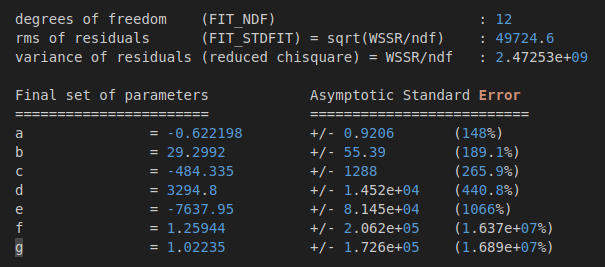 degrees of freedom    (FIT_NDF)                        : 12
rms of residuals      (FIT_STDFIT) = sqrt(WSSR/ndf)    : 49724.6
variance of residuals (reduced chisquare) = WSSR/ndf   : 2.47253e+09
Final set of parameters            Asymptotic Standard Error
=======================            ==========================
a               = -0.622198        +/- 0.9206       (148%)
b               = 29.2992          +/- 55.39        (189.1%)
c               = -484.335         +/- 1288         (265.9%)
d               = 3294.8           +/- 1.452e+04    (440.8%)
e               = -7637.95         +/- 8.145e+04    (1066%)
f               = 1.25944          +/- 2.062e+05    (1.637e+07%)
g               = 1.02235          +/- 1.726e+05    (1.689e+07%)